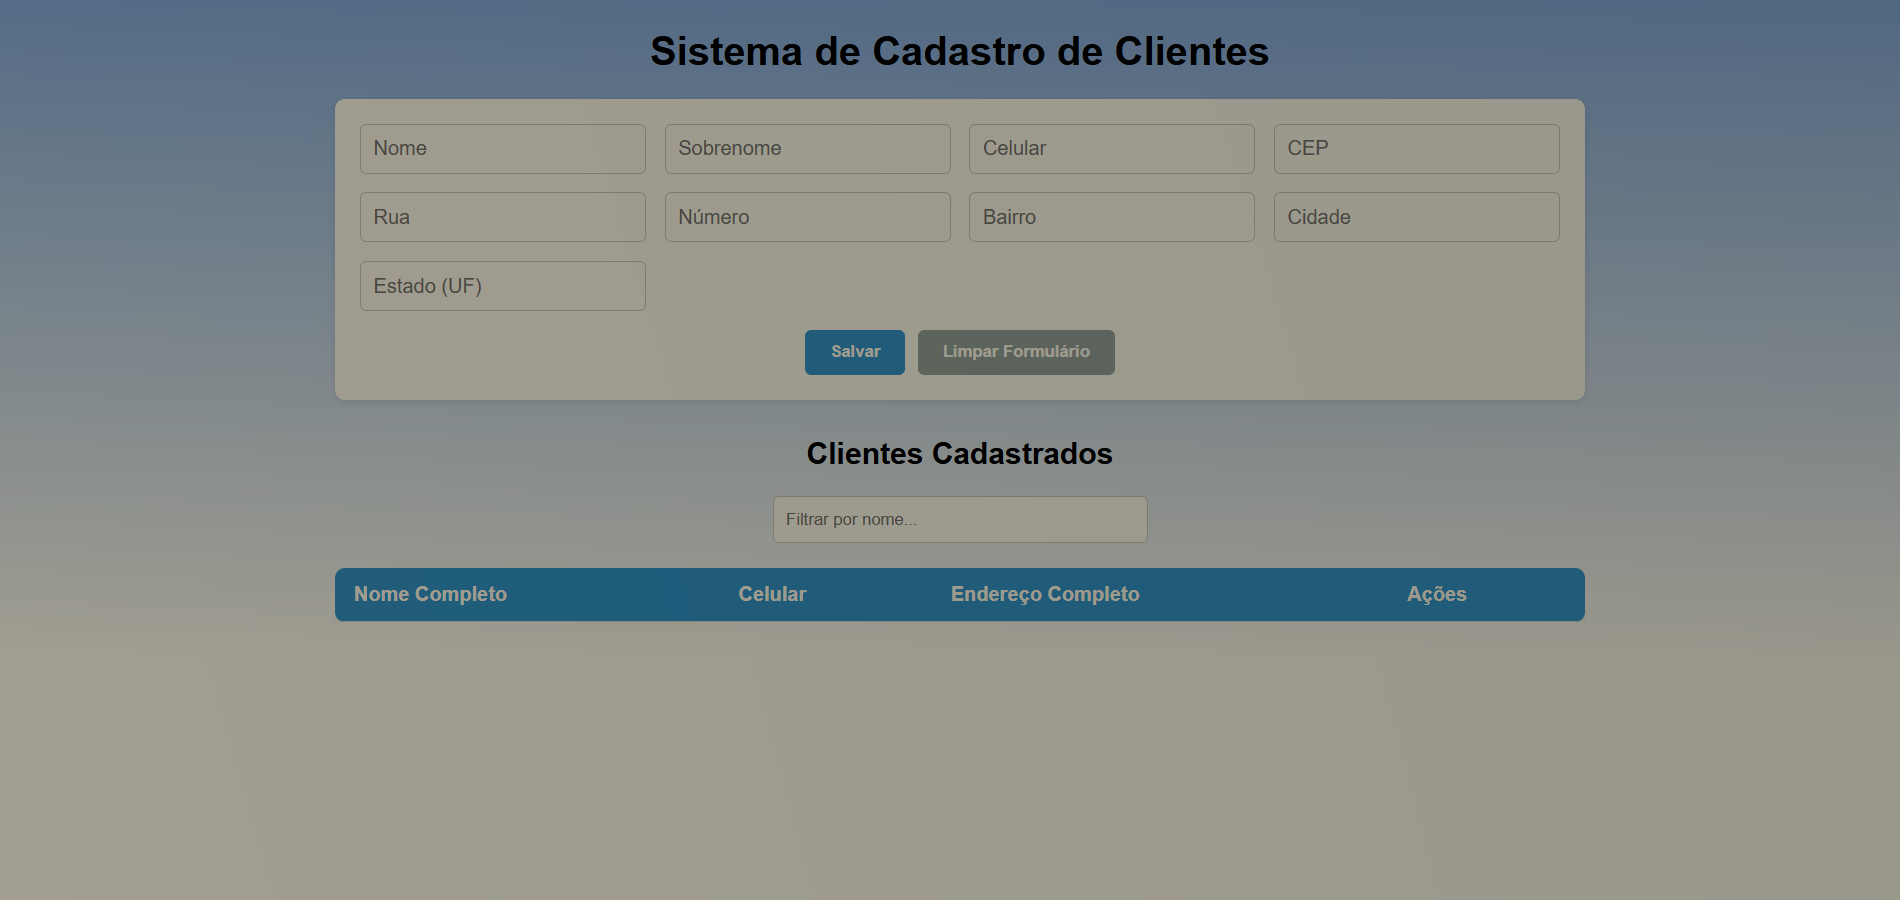 Sistema de Cadastro de Clientes
Nome Sobrenome Celular CEP
Rua Número Bairro Cidade
Estado (UF)
Salvar Limpar Formulário
Clientes Cadastrados
Filtrar por nome...
Nome Completo Celular Endereço Completo Ações